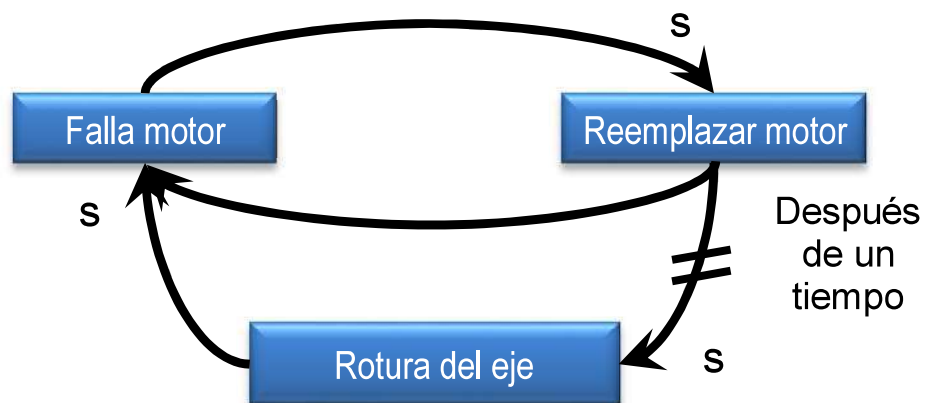 s
Falla motor
Reemplazar motor
s
Después
de un
tiempo
Rotura del eje
s